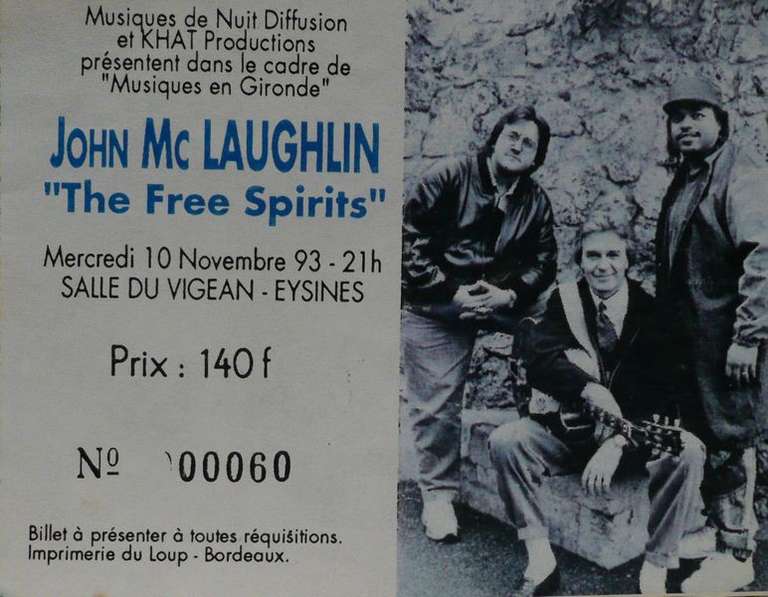 Musiques de Nuit Diffusion
et KHAT Productions
présentent dans le cadre de
"Musiques en Gironde"
JOHN Mc LAUGHLIN
"The Free Spirits"
Mercredi 10 Novembre 93 - 21h
SALLE DU VIGEAN - EYSINES
Prix : 140 f
Nº 00060
Billet à présenter à toutes réquisitions.
Imprimerie du Loup - Bordeaux.